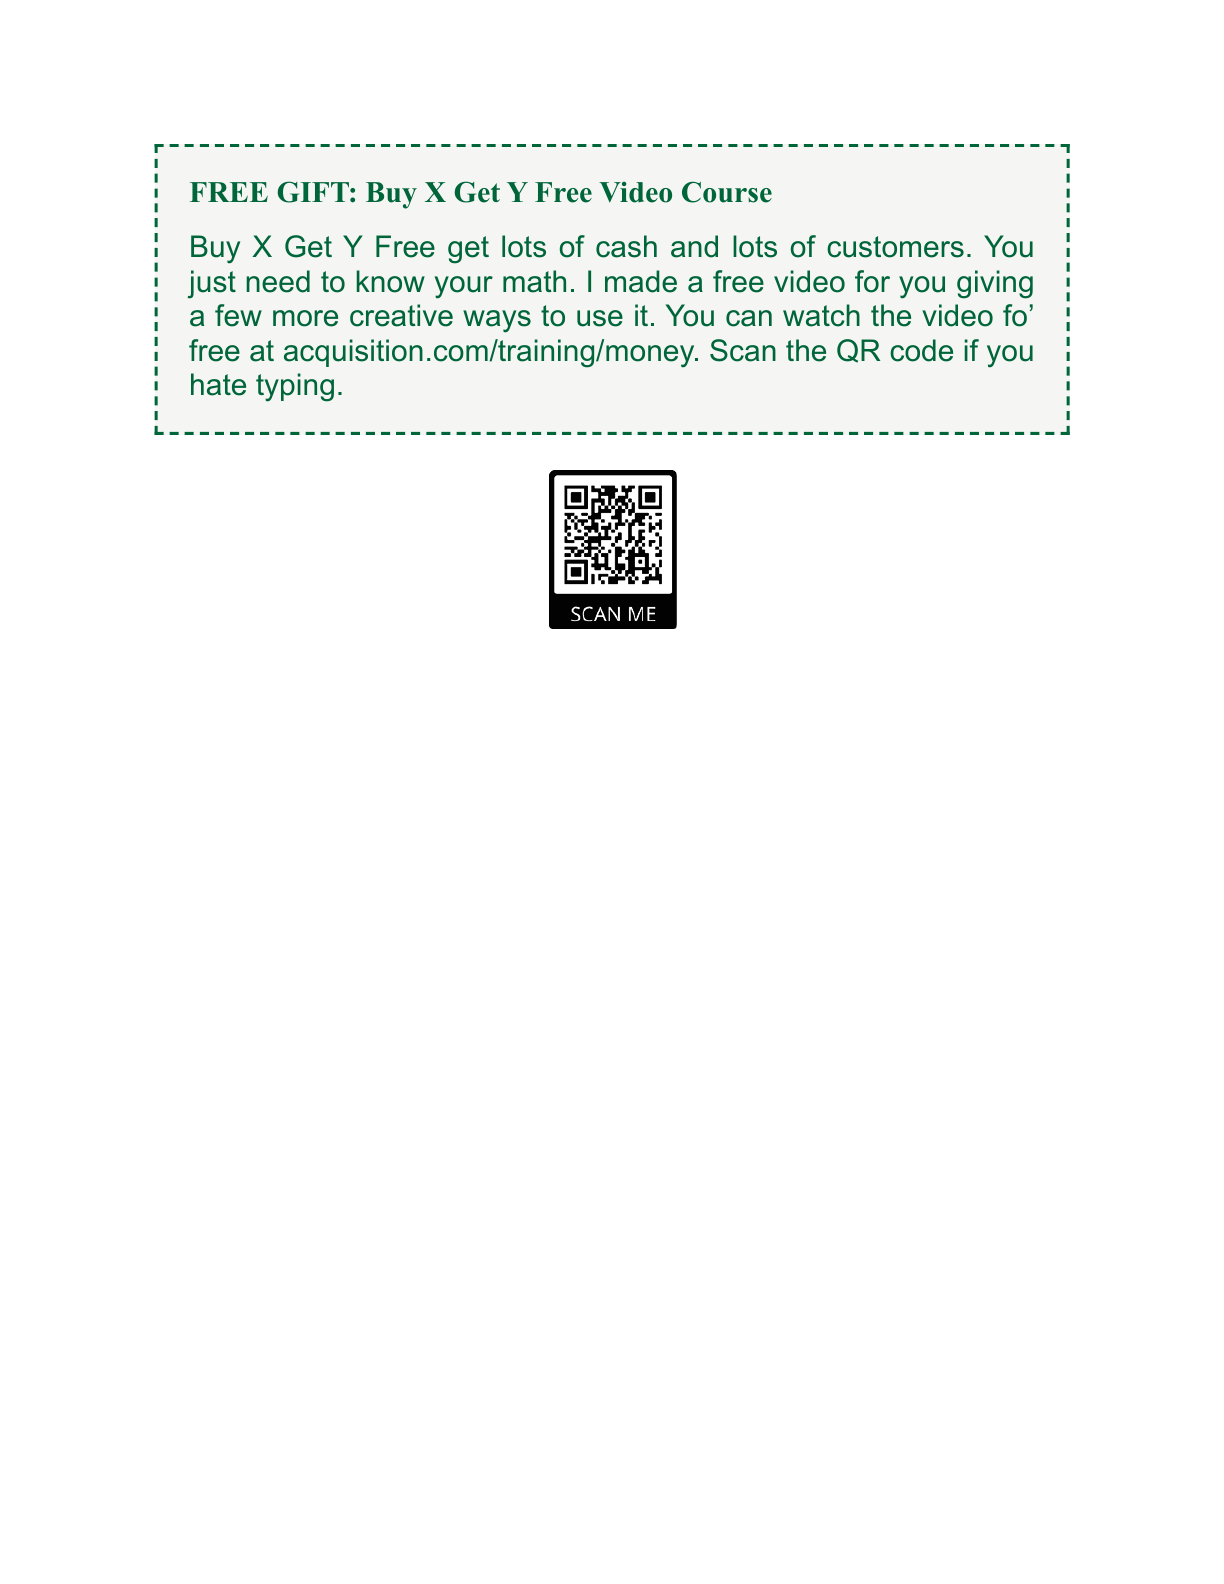 FREE GIFT: Buy X Get Y Free Video Course
Buy X Get Y Free get lots of cash and lots of customers. You
just need to know your math. I made a free video for you giving
a few more creative ways to use it. You can watch the video fo’
free at acquisition.com/training/money. Scan the QR code if you
hate typing.
SCAN ME